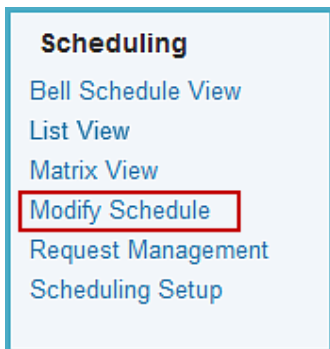 Scheduling
Bell Schedule View
List View
Matrix View
Modify Schedule
Request Management
Scheduling Setup